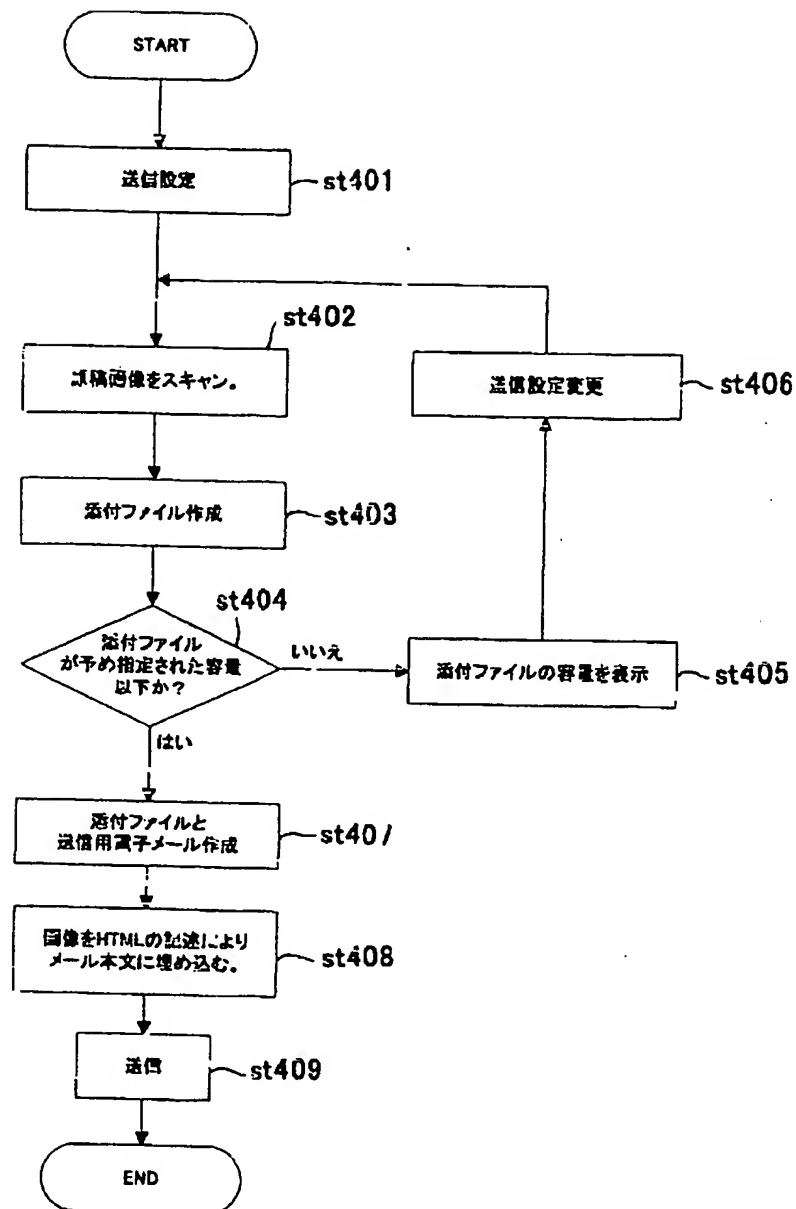 START
送信設定
st401
st402
原稿画像をスキャン。
送信設定変更
st406
添付ファイル作成
st403
st404
添付ファイル
が予め指定された容量
以下か?
いいえ
添付ファイルの容量を表示
st405
はい
添付ファイルと
送信用電子メール作成
st407
画像をHTMLの記述により
メール本文に埋め込む。
st408
送信
st409
END